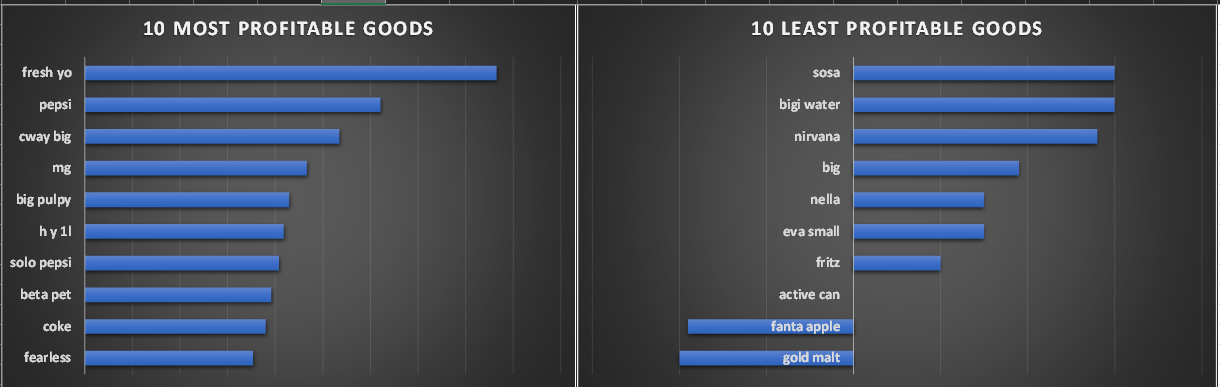 10 MOST PROFITABLE GOODS
fresh yo
pepsi
cway big
mg
big pulpy
h y 1l
solo pepsi
beta pet
coke
fearless
10 LEAST PROFITABLE GOODS
sosa
bigi water
nirvana
big
nella
eva small
fritz
active can
fanta apple
gold malt